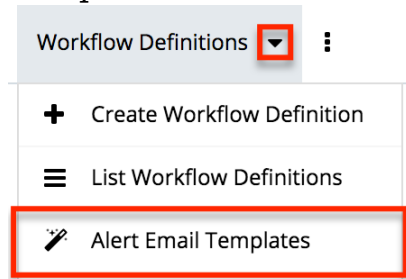 Workflow Definitions
Create Workflow Definition
List Workflow Definitions
Alert Email Templates